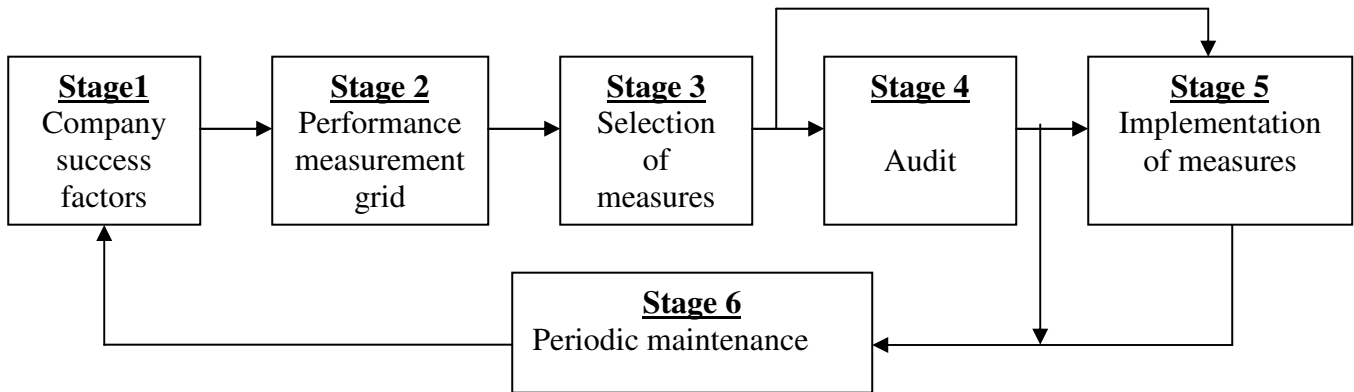 Stage1
Company
success
factors
Stage 2
Performance
measurement
grid
Stage 3
Selection
of
measures
Stage 4
Audit
Stage 5
Implementation
of measures
Stage 6
Periodic maintenance